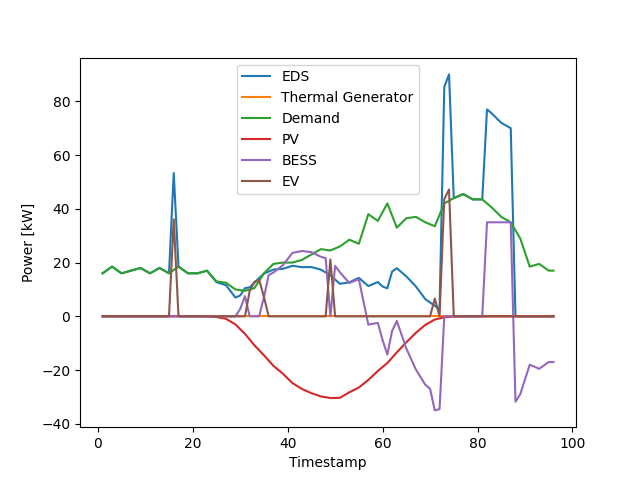 EDS
Thermal Generator
Demand
PV
BESS
EV
Power [kW]
80
60
40
20
0
−20
−40
0 20 40 60 80 100
Timestamp